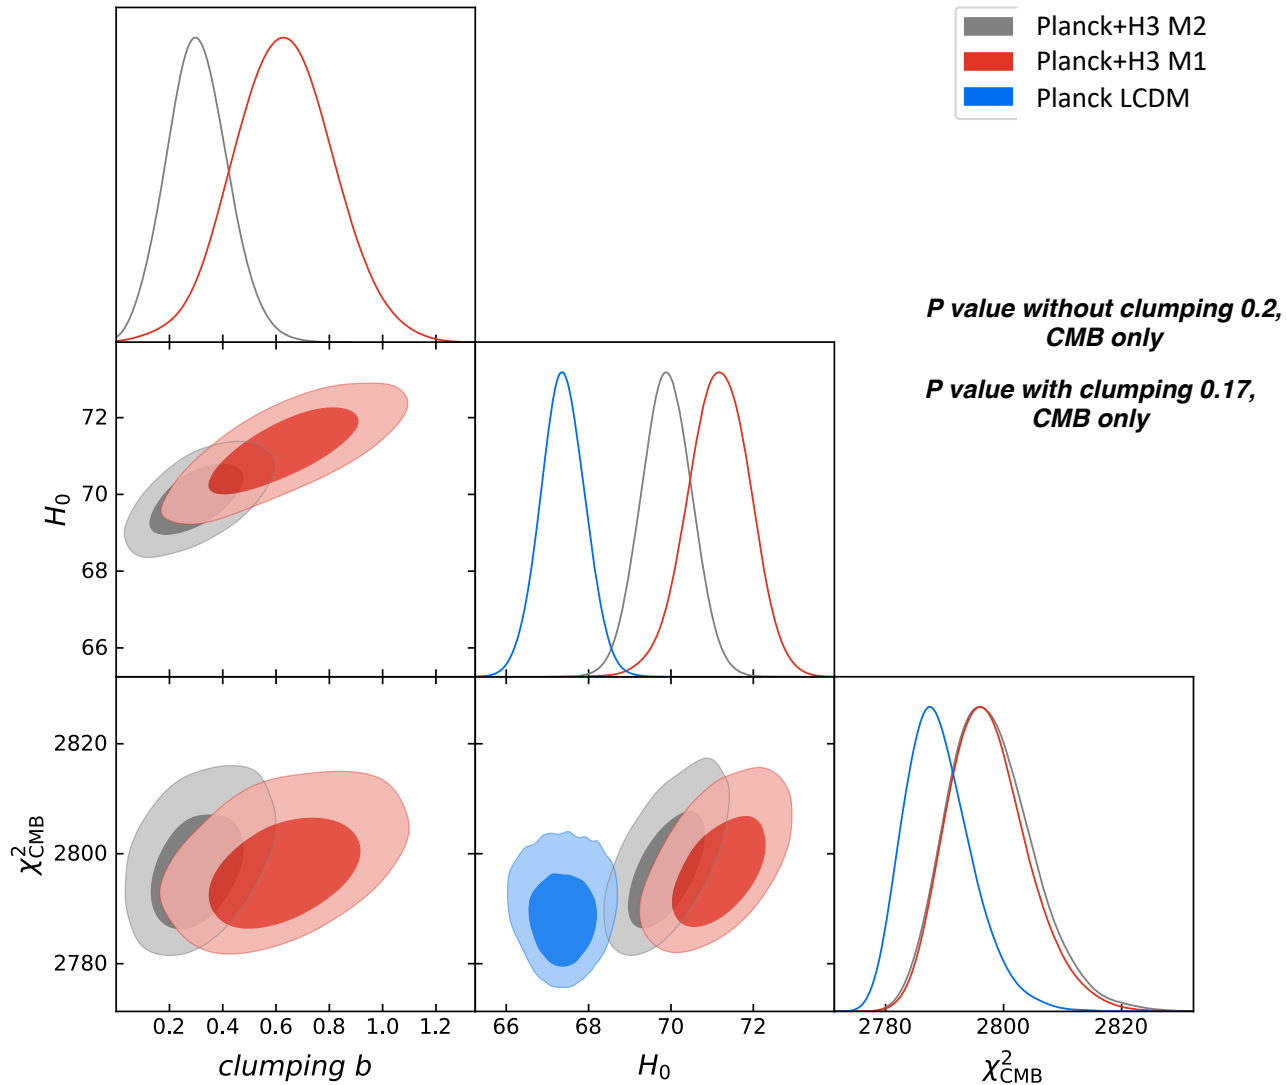 Planck+H3 M2
Planck+H3 M1
Planck LCDM
P value without clumping 0.2,
CMB only
P value with clumping 0.17,
CMB only
H₀
72
70
68
66
χ²CMB
2820
2800
2780
0.2 0.4 0.6 0.8 1.0 1.2
66 68 70 72
2780 2800 2820
clumping b
H₀
χ²CMB